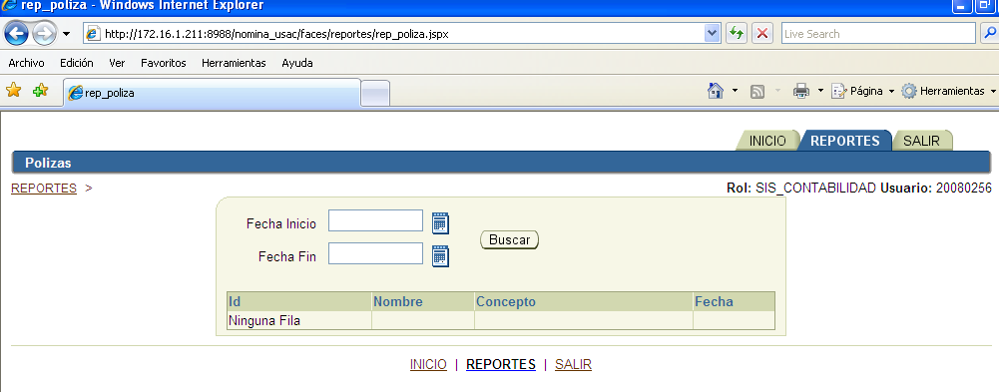 rep_poliza - Windows Internet Explorer
http://172.16.1.211:8988/nomina_usac/faces/reportes/rep_poliza.jspx
Live Search
Archivo Edición Ver Favoritos Herramientas Ayuda
rep_poliza
Página Herramientas
INICIO REPORTES SALIR
Polizas
REPORTES > Rol: SIS_CONTABILIDAD Usuario: 20080256
Fecha Inicio
Buscar
Fecha Fin
Id Nombre Concepto Fecha
Ninguna Fila
INICIO | REPORTES | SALIR